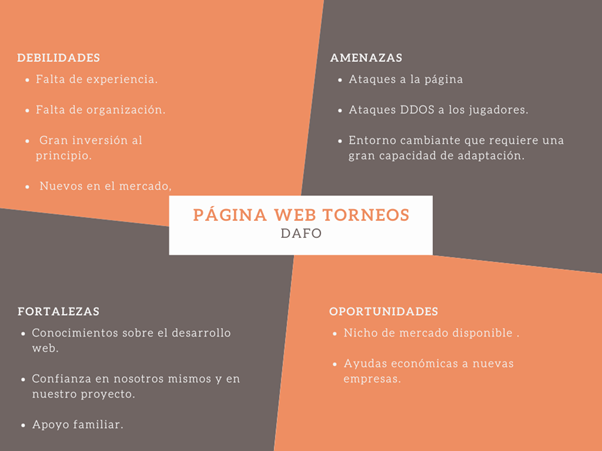 DEBILIDADES
Falta de experiencia.
Falta de organización.
Gran inversión al
principio.
Nuevos en el mercado,
AMENAZAS
Ataques a la página
Ataques DDOS a los jugadores.
Entorno cambiante que requiere una
gran capacidad de adaptación.
PÁGINA WEB TORNEOS
DAFO
FORTALEZAS
Conocimientos sobre el desarrollo
web.
Confianza en nosotros mismos y en
nuestro proyecto.
Apoyo familiar.
OPORTUNIDADES
Nicho de mercado disponible .
Ayudas económicas a nuevas
empresas.